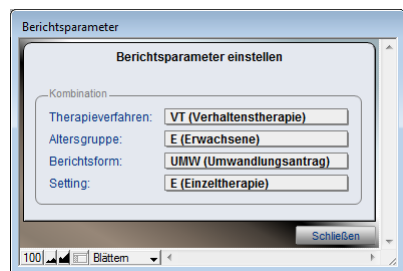 Berichtsparameter
Berichtsparameter einstellen
Kombination
Therapieverfahren: VT (Verhaltenstherapie)
Altersgruppe: E (Erwachsene)
Berichtsform: UMW (Umwandlungsantrag)
Setting: E (Einzeltherapie)
Schließen
100 Blättern